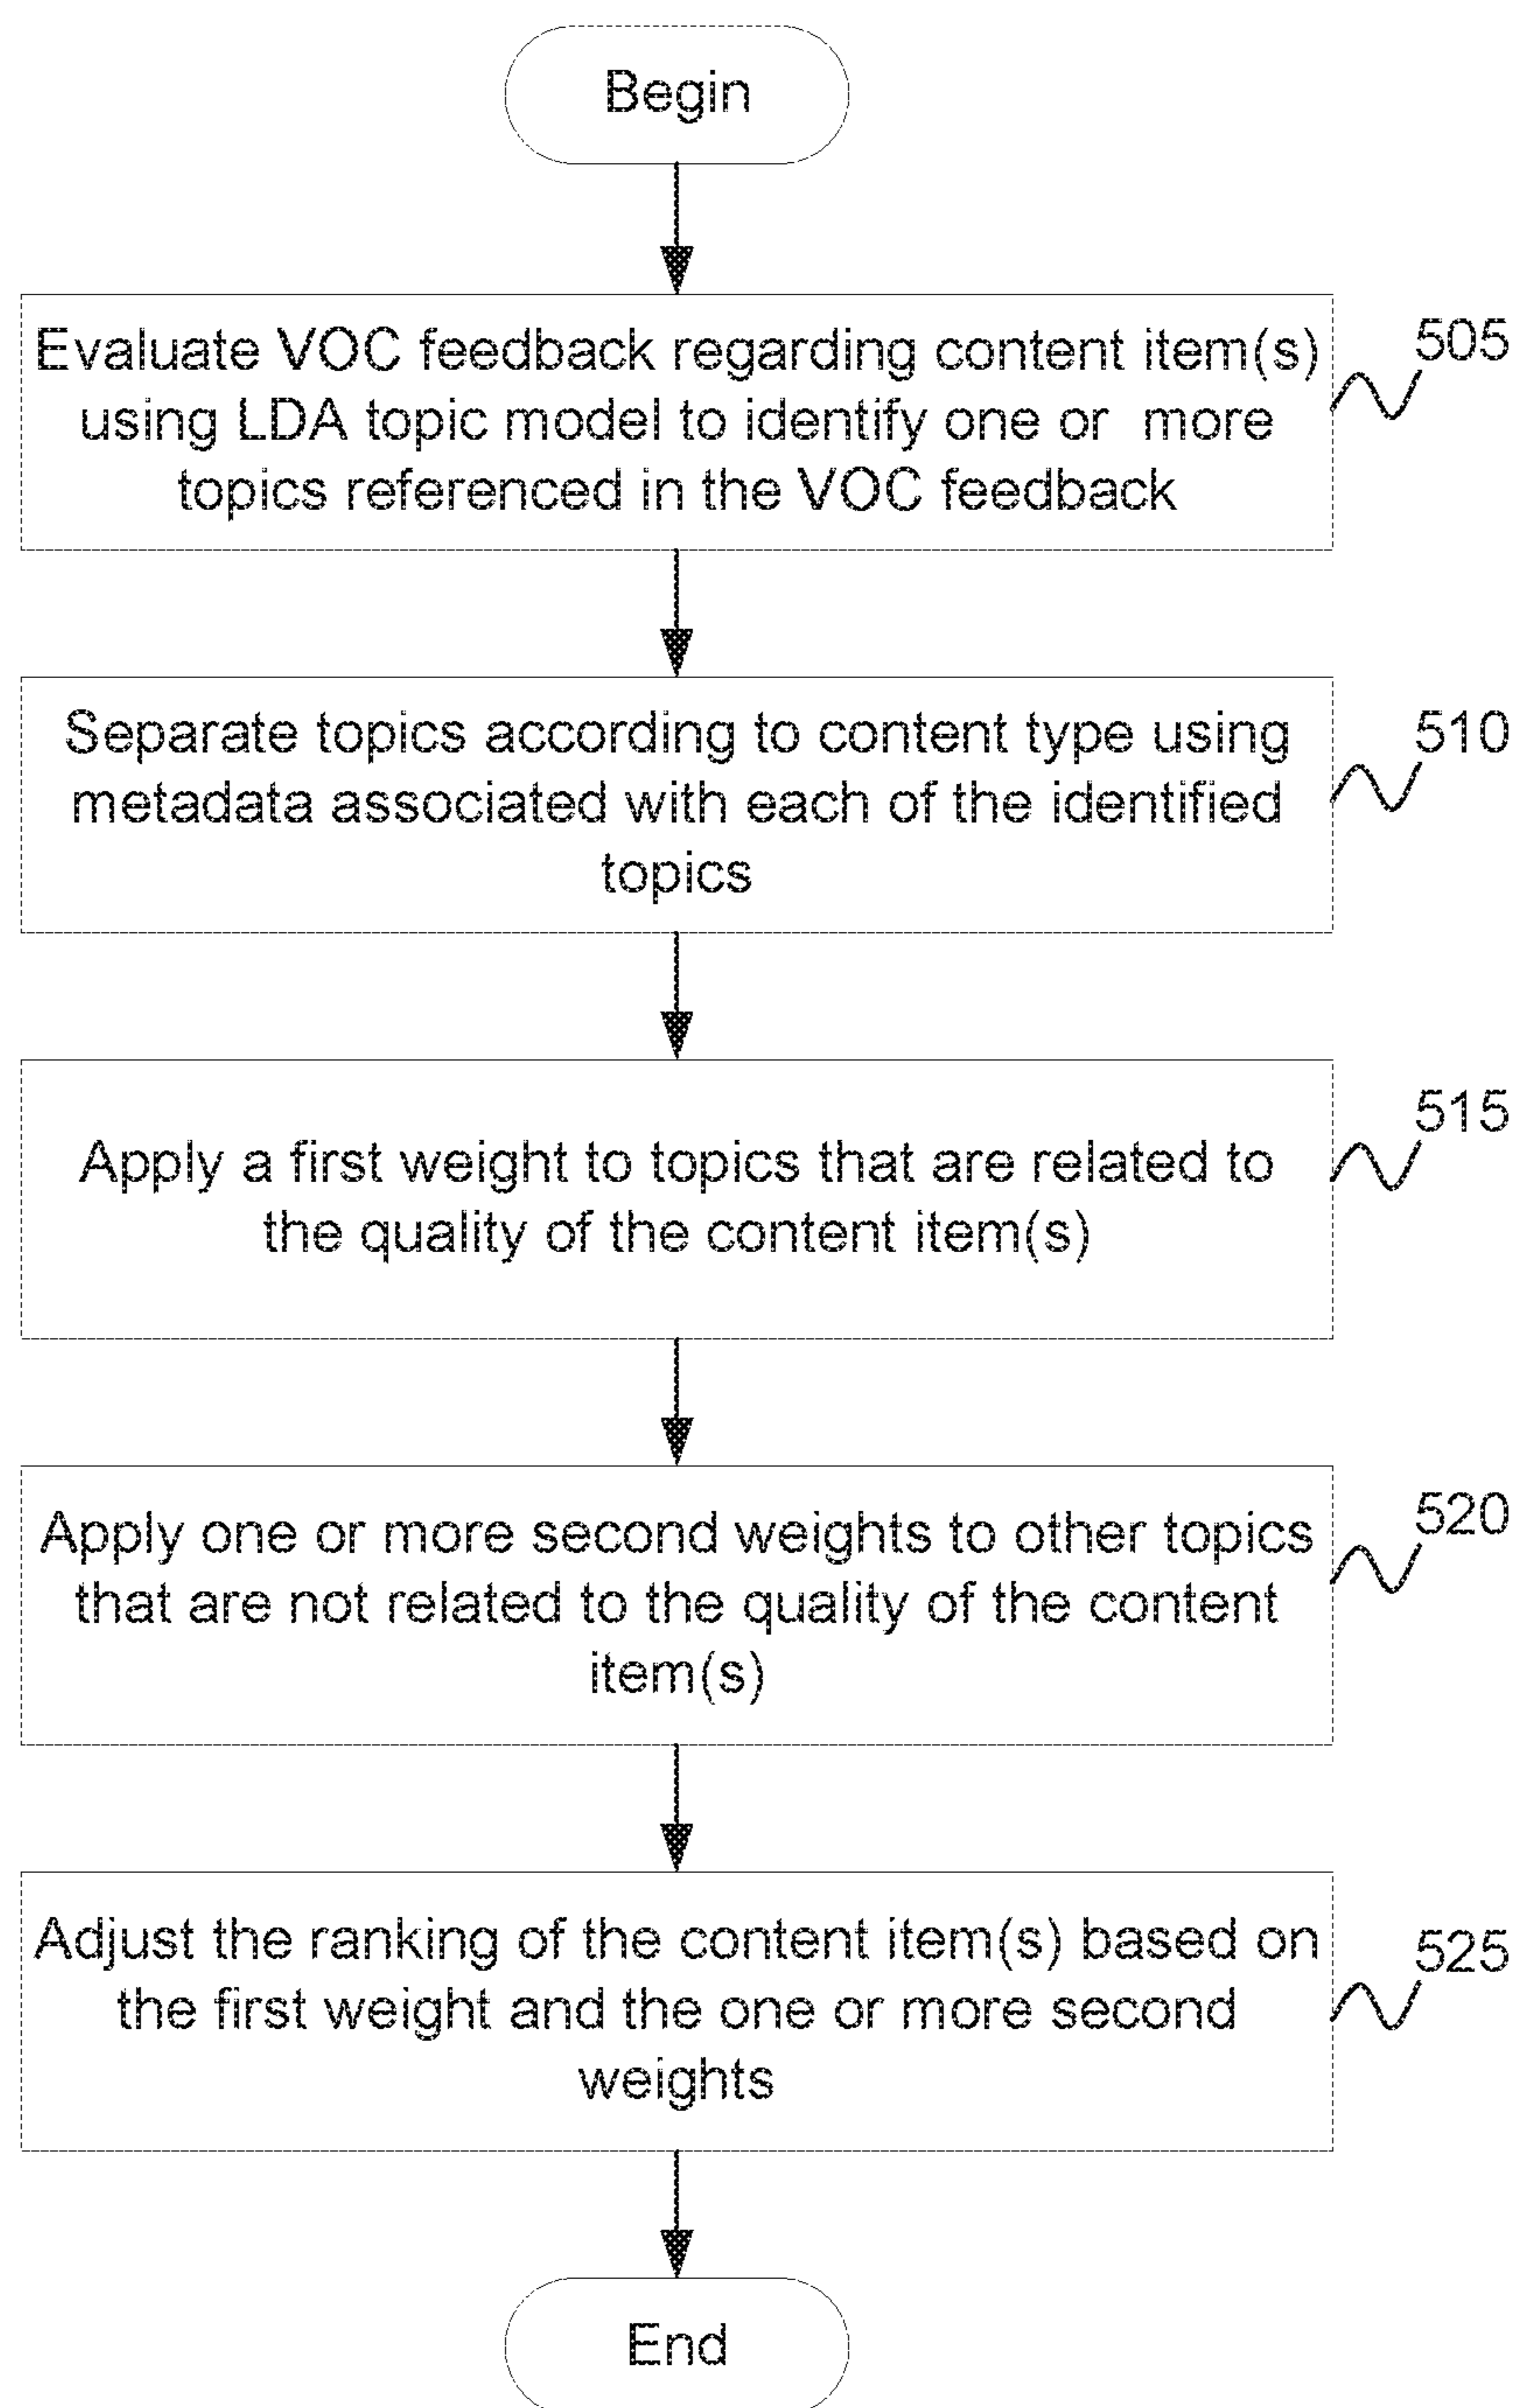 Begin
Evaluate VOC feedback regarding content item(s)
using LDA topic model to identify one or more
topics referenced in the VOC feedback
505
Separate topics according to content type using
metadata associated with each of the identified
topics
510
Apply a first weight to topics that are related to
the quality of the content item(s)
515
Apply one or more second weights to other topics
that are not related to the quality of the content
item(s)
520
Adjust the ranking of the content item(s) based on
the first weight and the one or more second
weights
525
End